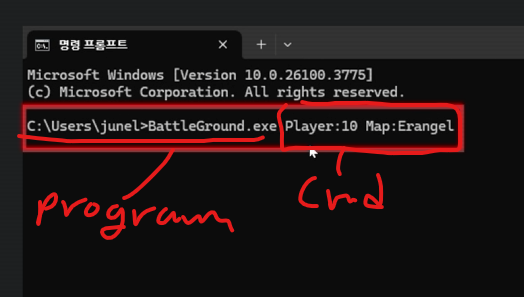 명령 프롬프트
Microsoft Windows [Version 10.0.26100.3775]
(c) Microsoft Corporation. All rights reserved.
C:\Users\junel>BattleGround.exe Player:10 Map:Erangel
Program
Cmd